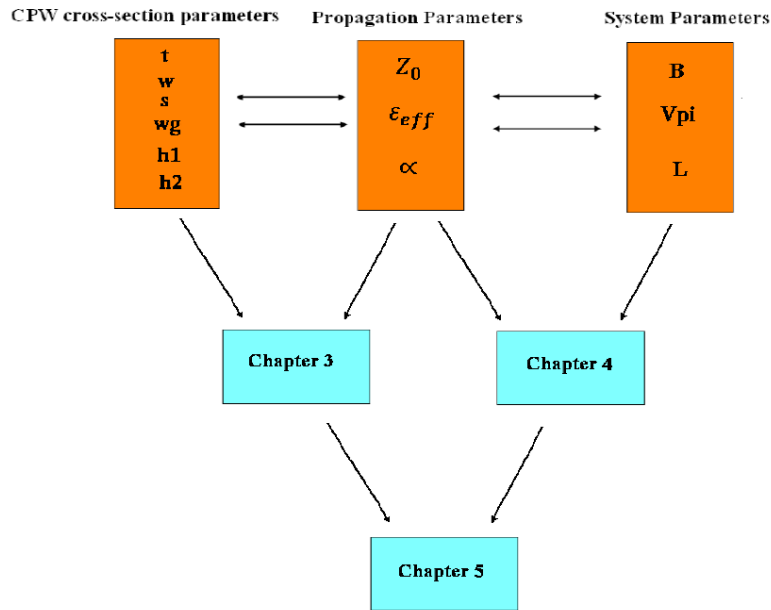 CPW cross-section parameters
Propagation Parameters
System Parameters
t
w
s
wg
h1
h2
Z₀
εₑff
∝
B
Vpi
L
Chapter 3
Chapter 4
Chapter 5